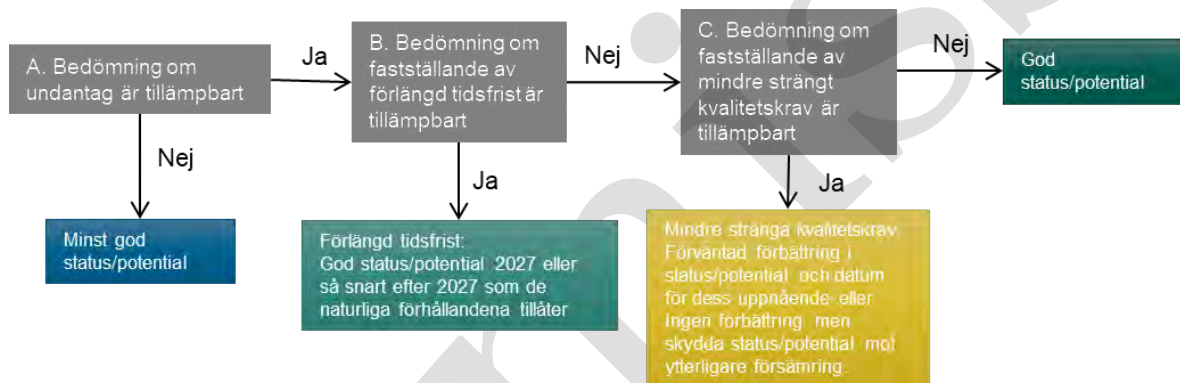 A. Bedömning om
undantag är tillämpbart
Ja
B. Bedömning om
fastställande av
förlängd tidsfrist är
tillämpbart
Nej
C. Bedömning om
fastställande av
mindre strängt
kvalitetskrav är
tillämpbart
Nej
God
status/potential
Nej
Ja
Ja
Minst god
status/potential
Förlängd tidsfrist:
God status/potential 2027 eller
så snart efter 2027 som de
naturliga förhållandena tillåter
Mindre stränga kvalitetskrav
Förväntad förbättring i
status/potential och datum
för dess uppnående eller
Ingen förbättring men
skydda status/potential mot
ytterligare försämring.